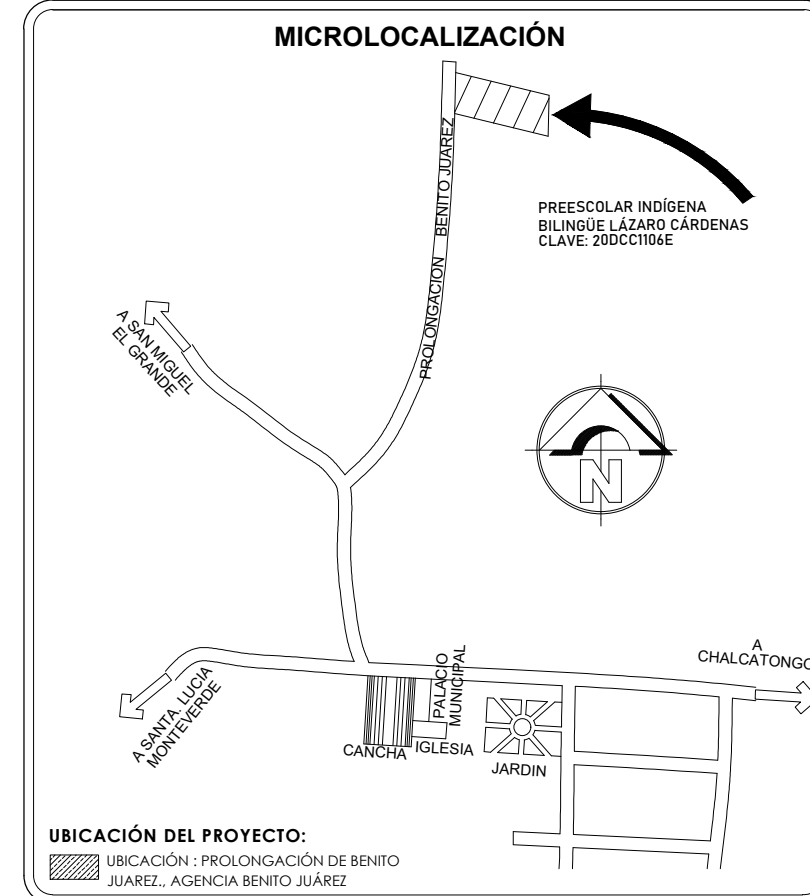 MICROLOCALIZACIÓN
PROLONGACION BENITO JUAREZ
PREESCOLAR INDÍGENA
BILINGÜE LÁZARO CÁRDENAS
CLAVE: 20DCC1106E
A SAN MIGUEL
EL GRANDE
N
A
CHALCATONGO
A SANTA. LUCIA
MONTEVERDE
PALACIO
MUNICIPAL
CANCHA
IGLESIA
JARDIN
UBICACIÓN DEL PROYECTO:
UBICACIÓN : PROLONGACIÓN DE BENITO
JUAREZ., AGENCIA BENITO JUÁREZ